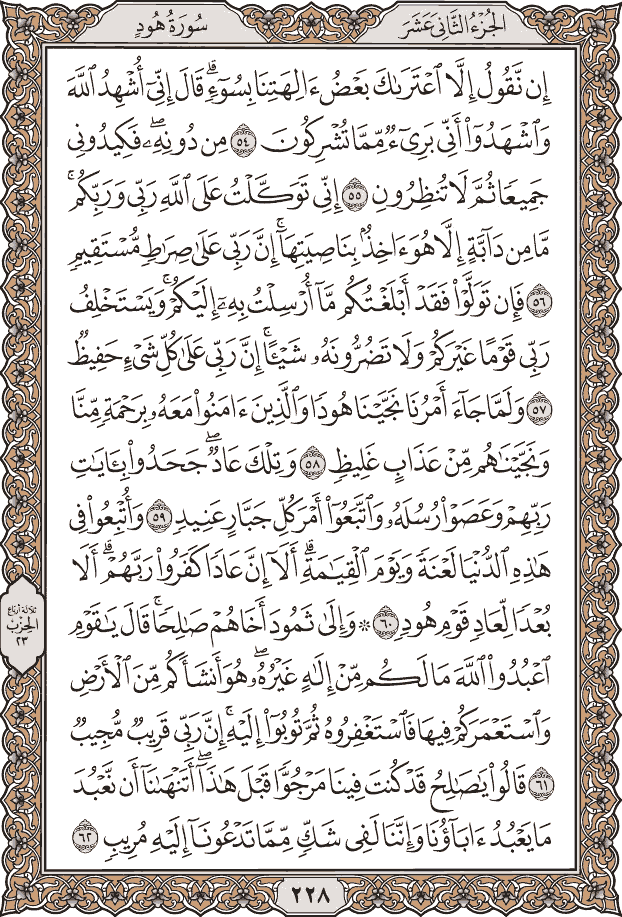 الجُزْءُ الثَّانِي عَشَرَ
سُورَةُ هُودٍ
إِن نَّقُولُ إِلَّا ٱعْتَرَىٰكَ بَعْضُ ءَالِهَتِنَا بِسُوٓءٍۗ قَالَ إِنِّىٓ أُشْهِدُ ٱللَّهَ
وَٱشْهَدُوٓا۟ أَنِّى بَرِىٓءٌ مِّمَّا تُشْرِكُونَ ٥٤ مِن دُونِهِۦۖ فَكِيدُونِى
جَمِيعًا ثُمَّ لَا تُنظِرُونِ ٥٥ إِنِّى تَوَكَّلْتُ عَلَى ٱللَّهِ رَبِّى وَرَبِّكُمۚ
مَّا مِن دَآبَّةٍ إِلَّا هُوَ ءَاخِذٌۢ بِنَاصِيَتِهَآۚ إِنَّ رَبِّى عَلَىٰ صِرَٰطٍ مُّسْتَقِيمٍ
٥٦ فَإِن تَوَلَّوْا۟ فَقَدْ أَبْلَغْتُكُم مَّآ أُرْسِلْتُ بِهِۦٓ إِلَيْكُمْۚ وَيَسْتَخْلِفُ
رَبِّى قَوْمًا غَيْرَكُمْ وَلَا تَضُرُّونَهُۥ شَيْـًٔاۚ إِنَّ رَبِّى عَلَىٰ كُلِّ شَىْءٍ حَفِيظٌ
٥٧ وَلَمَّا جَآءَ أَمْرُنَا نَجَّيْنَا هُودًا وَٱلَّذِينَ ءَامَنُوا۟ مَعَهُۥ بِرَحْمَةٍ مِّنَّا
وَنَجَّيْنَٰهُم مِّنْ عَذَابٍ غَلِيظٍ ٥٨ وَتِلْكَ عَادٌۖ جَحَدُوا۟ بِـَٔايَٰتِ
رَبِّهِمْ وَعَصَوْا۟ رُسُلَهُۥ وَٱتَّبَعُوٓا۟ أَمْرَ كُلِّ جَبَّارٍ عَنِيدٍ ٥٩ وَأُتْبِعُوا۟ فِى
هَٰذِهِ ٱلدُّنْيَا لَعْنَةً وَيَوْمَ ٱلْقِيَٰمَةِۗ أَلَآ إِنَّ عَادًا كَفَرُوا۟ رَبَّهُمْۗ أَلَا
بُعْدًا لِّعَادٍ قَوْمِ هُودٍ ٦٠ ۞ وَإِلَىٰ ثَمُودَ أَخَاهُمْ صَٰلِحًاۚ قَالَ يَٰقَوْمِ
ٱعْبُدُوا۟ ٱللَّهَ مَا لَكُم مِّنْ إِلَٰهٍ غَيْرُهُۥۖ هُوَ أَنشَأَكُم مِّنَ ٱلْأَرْضِ
وَٱسْتَعْمَرَكُمْ فِيهَا فَٱسْتَغْفِرُوهُ ثُمَّ تُوبُوٓا۟ إِلَيْهِۚ إِنَّ رَبِّى قَرِيبٌ مُّجِيبٌ
٦١ قَالُوا۟ يَٰصَٰلِحُ قَدْ كُنتَ فِينَا مَرْجُوًّا قَبْلَ هَٰذَآۖ أَتَنْهَىٰنَآ أَن نَّعْبُدَ
مَا يَعْبُدُ ءَابَآؤُنَا وَإِنَّنَا لَفِى شَكٍّ مِّمَّا تَدْعُونَآ إِلَيْهِ مُرِيبٍ ٦٢
ثلاثة أرباع
الحزب
٢٣
٢٢٨